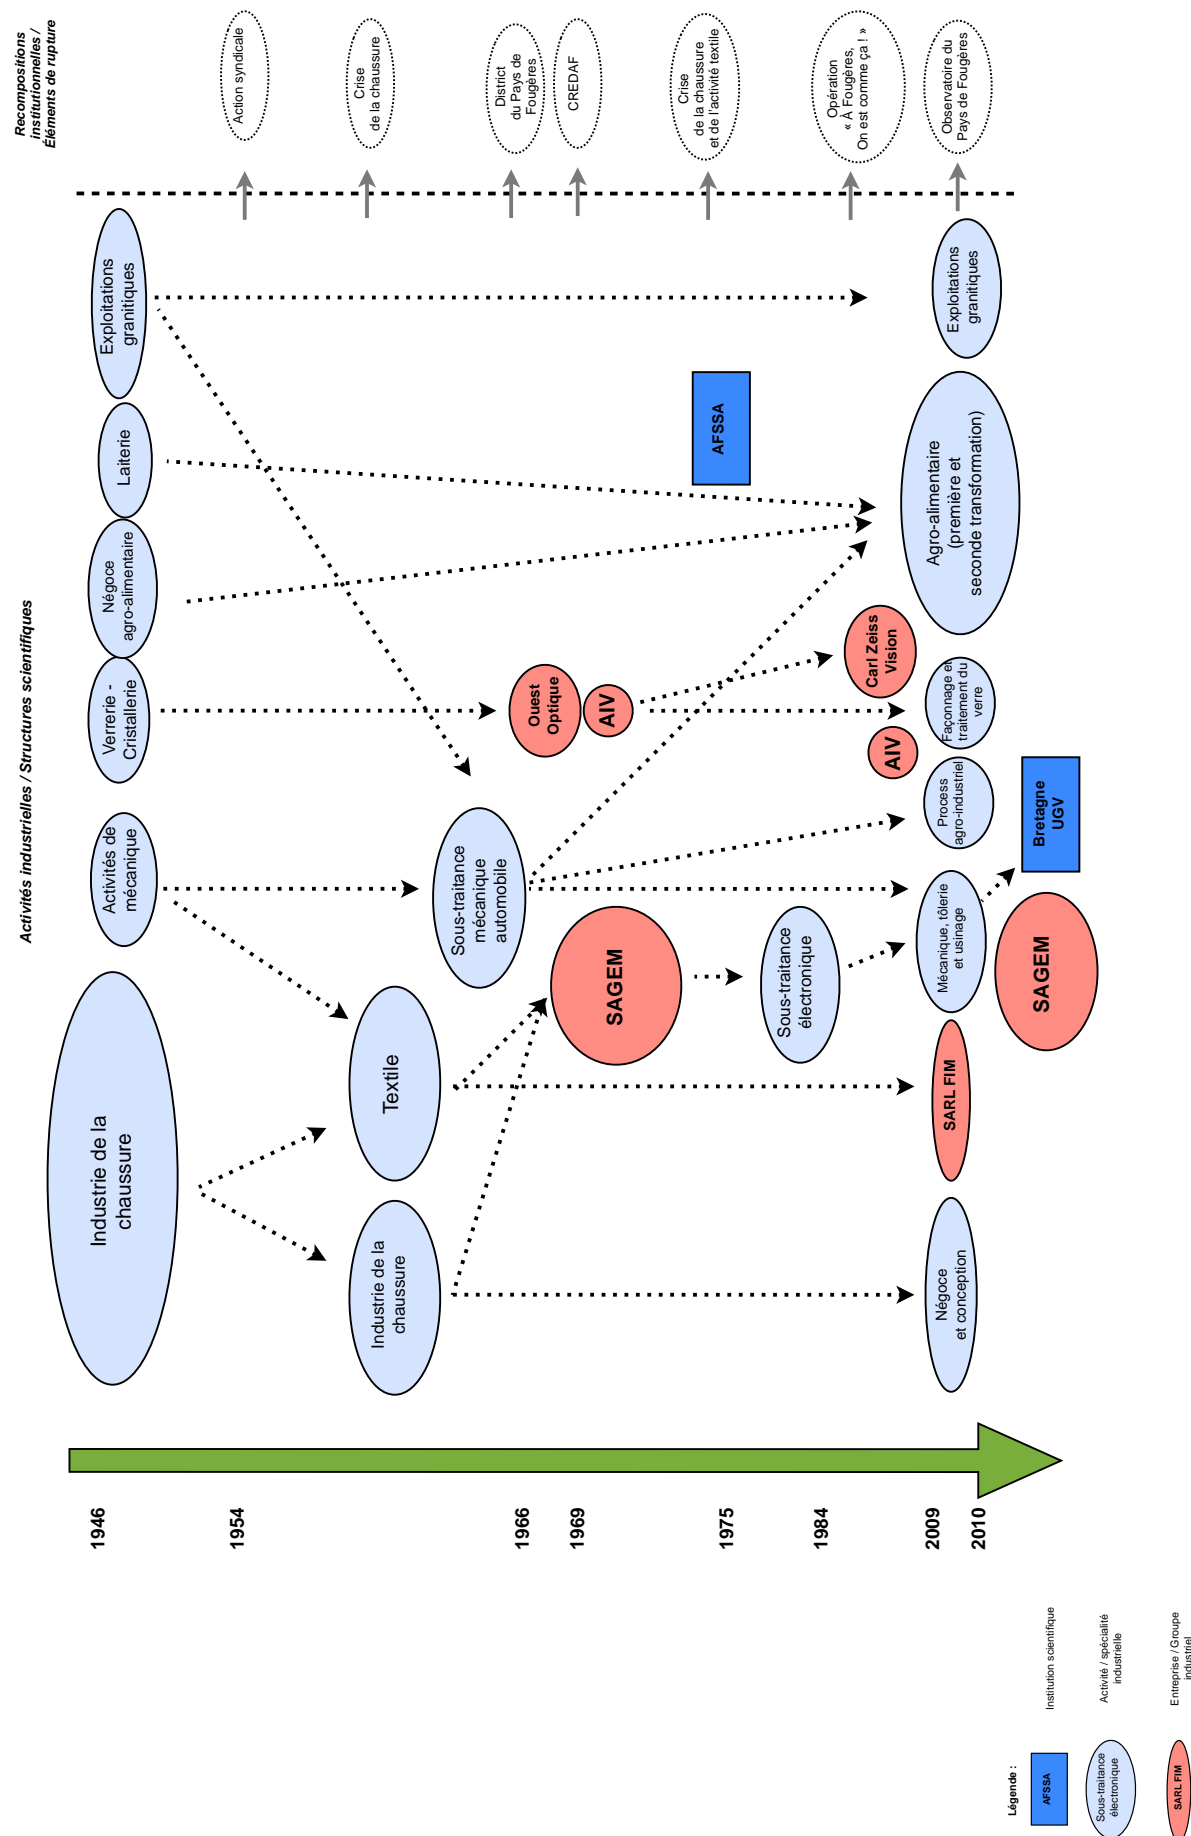 Recompositions
institutionnelles /
Éléments de rupture
Action syndicale
Crise
de la chaussure
District
du Pays de
Fougères
CREDAF
Crise
de la chaussure
et de l'activité textile
Opération
« À Fougères,
On est comme ça ! »
Observatoire du
Pays de Fougères
Activités industrielles / Structures scientifiques
Exploitations
granitiques
Laiterie
Négoce
agro-alimentaire
Verrerie -
Cristallerie
Activités de
mécanique
Industrie de la
chaussure
Textile
Industrie de la
chaussure
Sous-traitance
mécanique
automobile
Ouest
Optique
AIV
SAGEM
AFSSA
Sous-traitance
électronique
Carl Zeiss
Vision
AIV
Exploitations
granitiques
Agro-alimentaire
(première et
seconde transformation)
Façonnage et
traitement du
verre
Process
agro-industriel
Mécanique, tôlerie
et usinage
SARL FIM
Négoce
et conception
Bretagne
UGV
SAGEM
1946
1954
1966
1969
1975
1984
2009
2010
Légende :
AFSSA
Institution scientifique
Sous-traitance
électronique
Activité / spécialité
industrielle
SARL FIM
Entreprise / Groupe
industriel